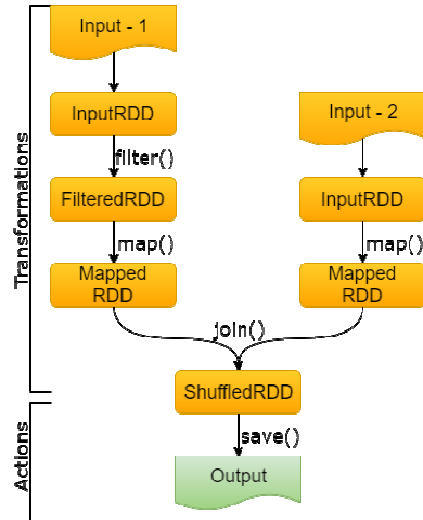 Input - 1
InputRDD
filter()
FilteredRDD
map()
Mapped
RDD
Input - 2
InputRDD
map()
Mapped
RDD
join()
ShuffledRDD
save()
Output
Transformations
Actions